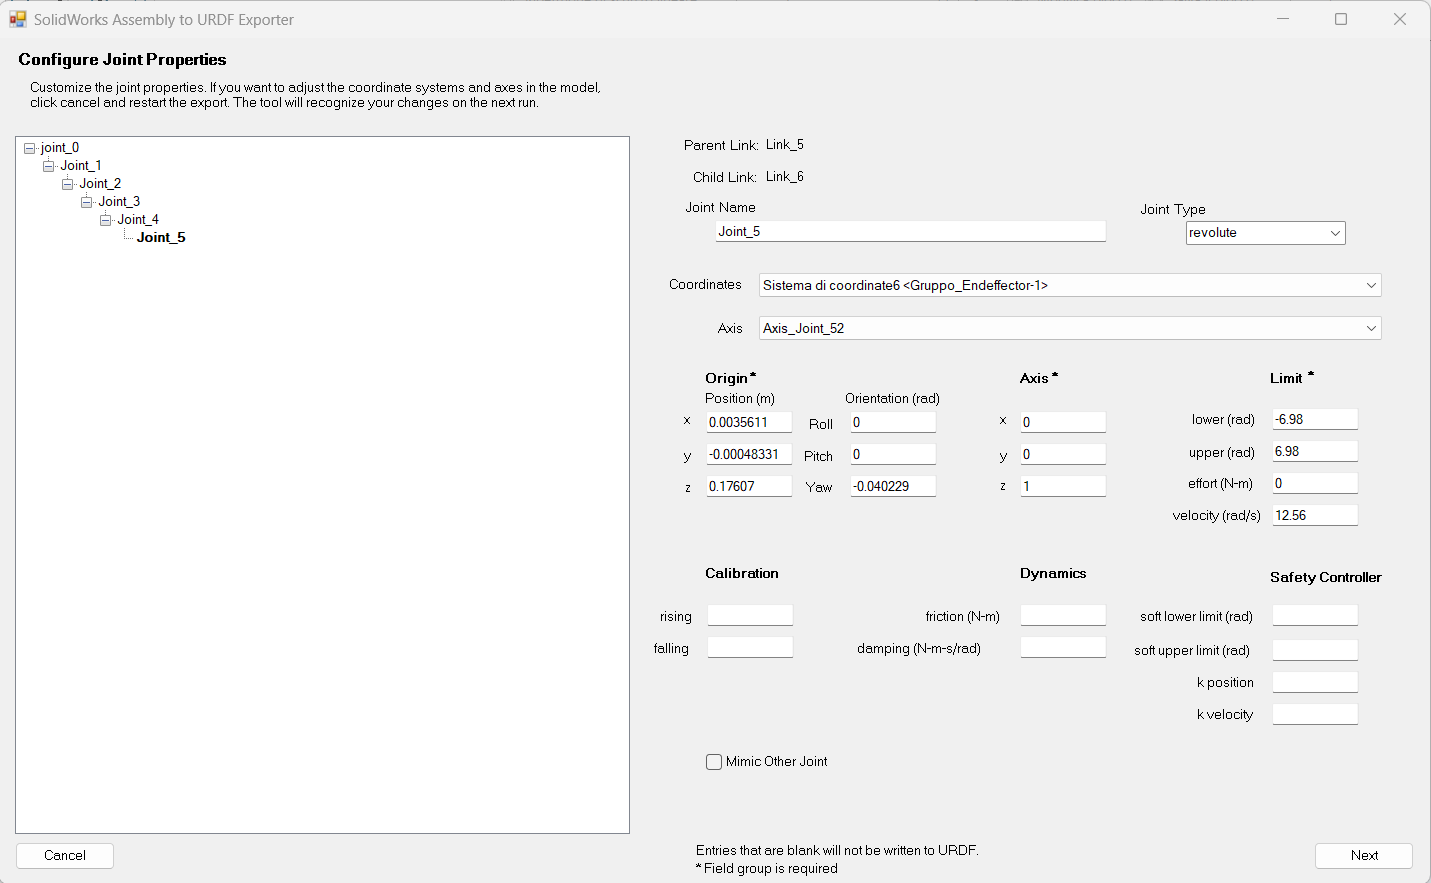 SolidWorks Assembly to URDF Exporter
Configure Joint Properties
Customize the joint properties. If you want to adjust the coordinate systems and axes in the model,
click cancel and restart the export. The tool will recognize your changes on the next run.
joint_0
Joint_1
Joint_2
Joint_3
Joint_4
Joint_5
Parent Link: Link_5
Child Link: Link_6
Joint Name
Joint Type
Joint_5
revolute
Coordinates Sistema di coordinate6 <Gruppo_Endeffector-1>
Axis Axis_Joint_52
Origin * Axis * Limit *
Position (m) Orientation (rad)
x 0.0035611 Roll 0 x 0 lower (rad) -6.98
y -0.00048331 Pitch 0 y 0 upper (rad) 6.98
z 0.17607 Yaw -0.040229 z 1 effort (N-m) 0
velocity (rad/s) 12.56
Calibration Dynamics Safety Controller
rising friction (N-m) soft lower limit (rad)
falling damping (N-m-s/rad) soft upper limit (rad)
k position
k velocity
Mimic Other Joint
Entries that are blank will not be written to URDF.
* Field group is required
Cancel Next